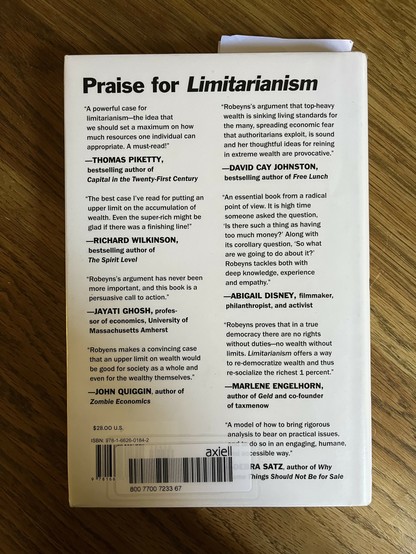 Praise for Limitarianism
“A powerful case for
limitarianism—the idea that
we should set a maximum on how
much resources one individual can
appropriate. A must-read!”
—THOMAS PIKETTY,
bestselling author of
Capital in the Twenty-First Century
“The best case I’ve read for putting an
upper limit on the accumulation of
wealth. Even the super-rich might be
glad if there was a finishing line!”
—RICHARD WILKINSON,
bestselling author of
The Spirit Level
“Robeyns’s argument has never been
more important, and this book is a
persuasive call to action.”
—JAYATI GHOSH, profes-
sor of economics, University of
Massachusetts Amherst
“Robyens makes a convincing case
that an upper limit on wealth would
be good for society as a whole and
even for the wealthy themselves.”
—JOHN QUIGGIN, author of
Zombie Economics
“Robeyns’s argument that top-heavy
wealth is sinking living standards for
the many, spreading economic fear
that authoritarians exploit, is sound
and her thoughtful ideas for reining
in extreme wealth are provocative.”
—DAVID CAY JOHNSTON,
bestselling author of Free Lunch
“An essential book from a radical
point of view. It is high time
someone asked the question,
‘Is there such a thing as having
too much money?’ Along with
its corollary question, ‘So what
are we going to do about it?’
Robeyns tackles both with
deep knowledge, experience
and empathy.”
—ABIGAIL DISNEY, filmmaker,
philanthropist, and activist
“Robeyns proves that in a true
democracy there are no rights
without duties—no wealth without
limits. Limitarianism offers a way
to re-democratize wealth and thus
re-socialize the richest 1 percent.”
—MARLENE ENGELHORN,
author of Geld and co-founder
of taxmenow
“A model of how to bring rigorous
analysis to bear on practical issues,
to do so in an engaging, humane,
way.”
SATZ, author of Why
Things Should Not Be for Sale
$28.00 U.S.
ISBN: 978-1-6626-0184-2
axiell
800 7700 7233 67